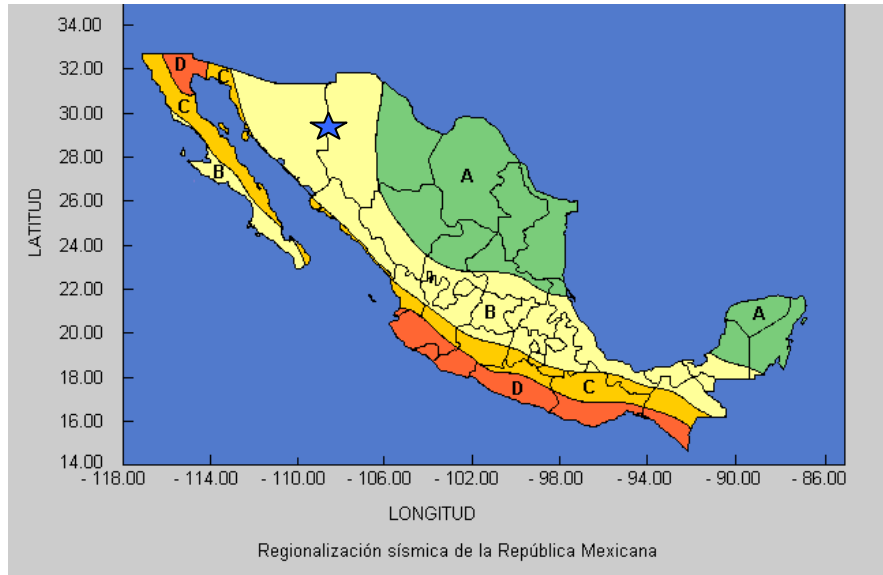 34.00
32.00
30.00
28.00
26.00
24.00
22.00
20.00
18.00
16.00
14.00
LATITUD
D
C
C
B
A
A
B
C
D
- 118.00 - 114.00 - 110.00 - 106.00 - 102.00 - 98.00 - 94.00 - 90.00 - 86.00
LONGITUD
Regionalización sísmica de la República Mexicana